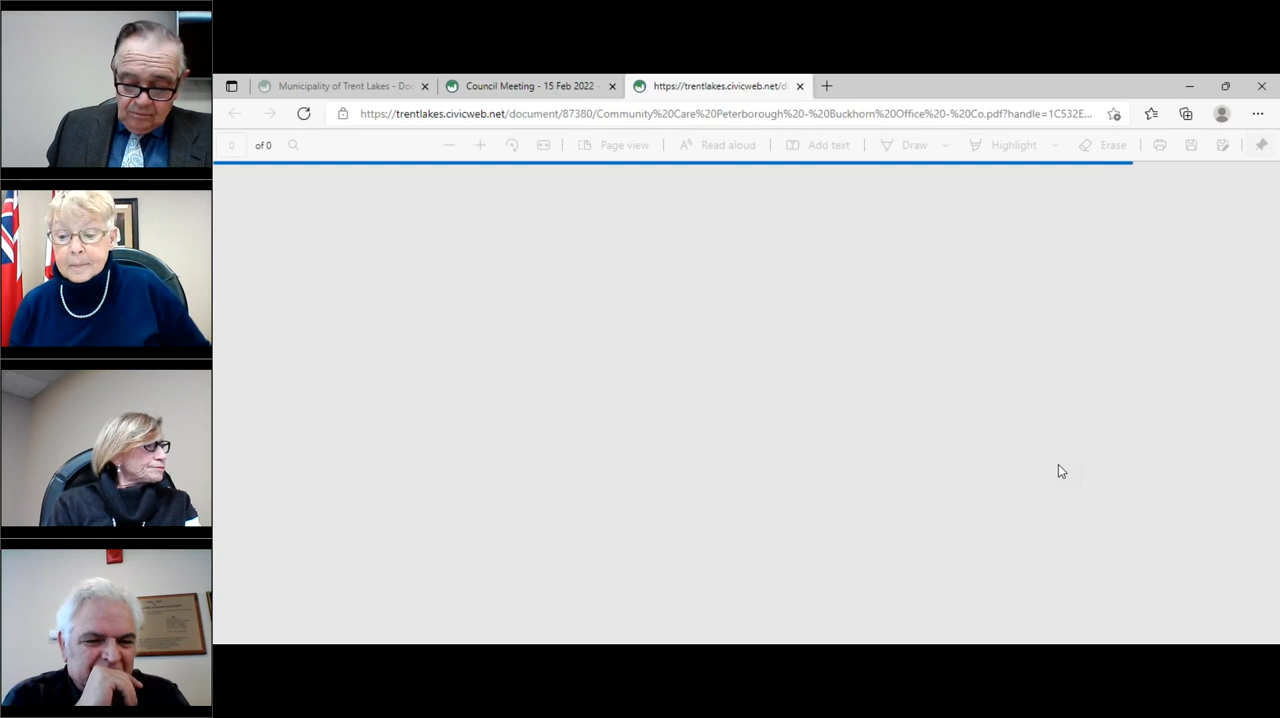 Municipality of Trent Lakes - Doc
Council Meeting - 15 Feb 2022 -
https://trentlakes.civicweb.net/d
https://trentlakes.civicweb.net/document/87380/Community%20Care%20Peterborough%20-%20Buckhorn%20Office%20-%20Co.pdf?handle=1C532E...
0 of 0 Page view Read aloud Add text Draw Highlight Erase